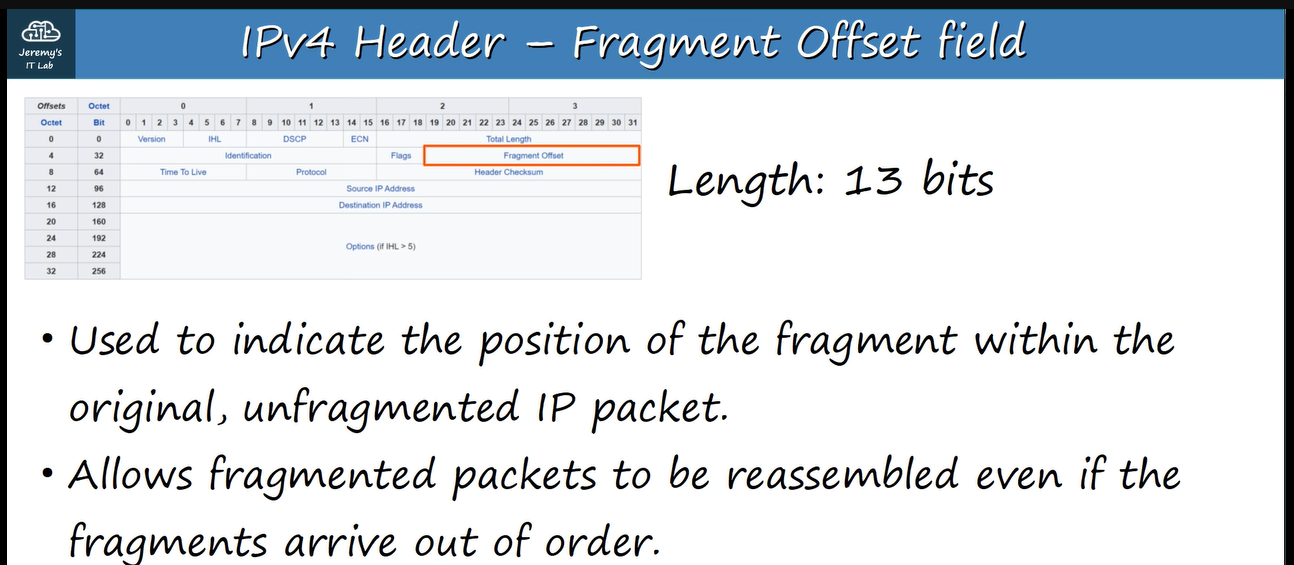 Jeremy's
IT Lab
IPv4 Header – Fragment Offset field
Offsets Octet 0 1 2 3
Octet Bit 0 1 2 3 4 5 6 7 8 9 10 11 12 13 14 15 16 17 18 19 20 21 22 23 24 25 26 27 28 29 30 31
0 0 Version IHL DSCP ECN Total Length
4 32 Identification Flags Fragment Offset
8 64 Time To Live Protocol Header Checksum
12 96 Source IP Address
16 128 Destination IP Address
20 160
24 192
Options (if IHL > 5)
28 224
32 256
Length: 13 bits
• Used to indicate the position of the fragment within the
original, unfragmented IP packet.
• Allows fragmented packets to be reassembled even if the
fragments arrive out of order.